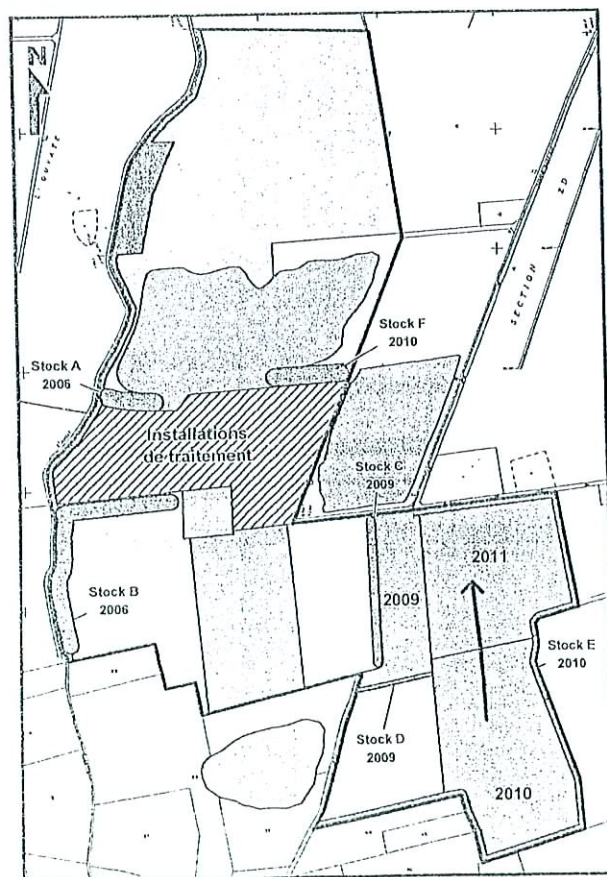 N
L'OUYATE
SECTION ZD
Stock F
2010
Stock A
2006
Installations
de traitement
Stock C
2009
2011
Stock B
2006
2009
Stock E
2010
Stock D
2009
2010